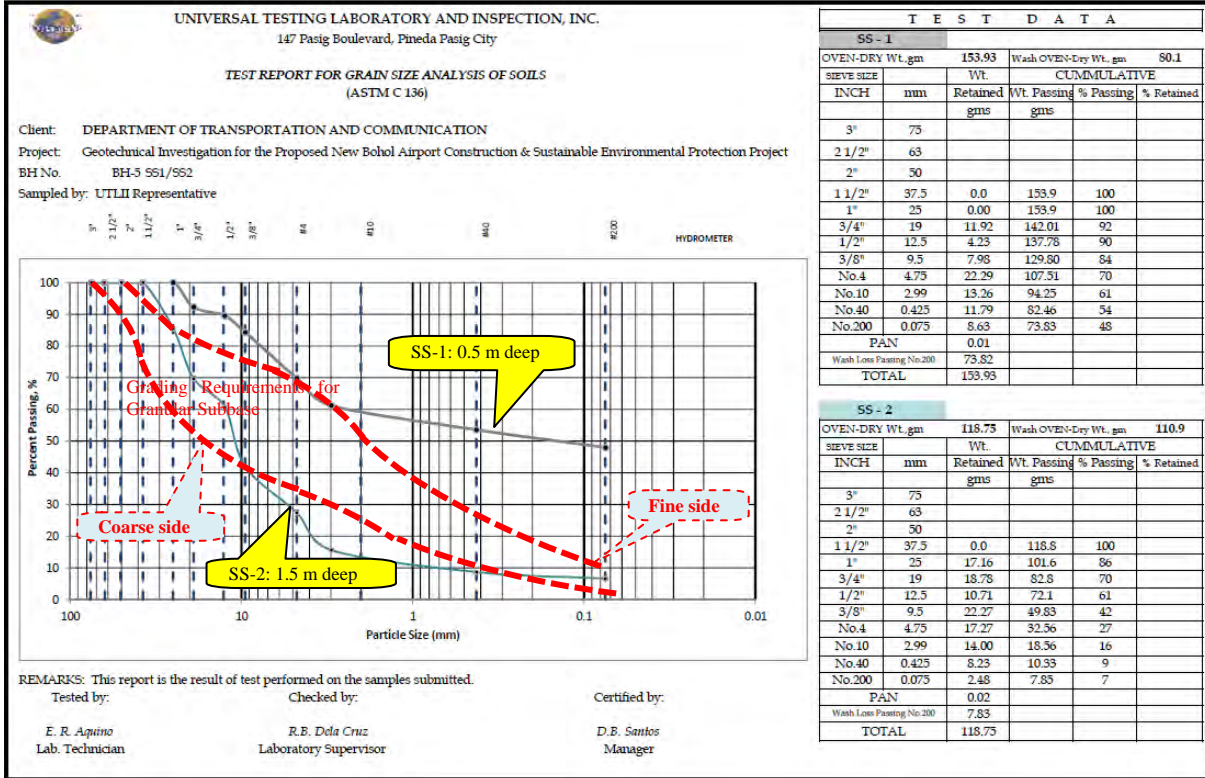 UNIVERSAL TESTING LABORATORY AND INSPECTION, INC.
147 Pasig Boulevard, Pineda Pasig City
TEST REPORT FOR GRAIN SIZE ANALYSIS OF SOILS
(ASTM C 136)
Client: DEPARTMENT OF TRANSPORTATION AND COMMUNICATION
Project: Geotechnical Investigation for the Proposed New Bohol Airport Construction & Sustainable Environmental Protection Project
BH No. BH-5 SS1/SS2
Sampled by: UTLII Representative
3" 2 1/2" 2" 1 1/2" 1" 3/4" 1/2" 3/8" #4 #10 #40 #200 HYDROMETER
Percent Passing, %
100
90
80
70
60
50
40
30
20
10
0
SS-1: 0.5 m deep
Grading Requirements for
Granular Subbase
Coarse side
Fine side
SS-2: 1.5 m deep
100 10 1 0.1 0.01
Particle Size (mm)
REMARKS: This report is the result of test performed on the samples submitted.
Tested by: Checked by: Certified by:
E. R. Aquino R.B. Dela Cruz D.B. Santos
Lab. Technician Laboratory Supervisor Manager
T E S T D A T A
SS - 1
OVEN-DRY Wt.,gm 153.93 Wash OVEN-Dry Wt., gm 80.1
SIEVE SIZE Wt. CUMMULATIVE
INCH mm Retained Wt. Passing % Passing % Retained
gms gms
3" 75
2 1/2" 63
2" 50
1 1/2" 37.5 0.0 153.9 100
1" 25 0.00 153.9 100
3/4" 19 11.92 142.01 92
1/2" 12.5 4.23 137.78 90
3/8" 9.5 7.98 129.80 84
No.4 4.75 22.29 107.51 70
No.10 2.99 13.26 94.25 61
No.40 0.425 11.79 82.46 54
No.200 0.075 8.63 73.83 48
PAN 0.01
Wash Loss Passing No.200 73.82
TOTAL 153.93
SS - 2
OVEN-DRY Wt.,gm 118.75 Wash OVEN-Dry Wt., gm 110.9
SIEVE SIZE Wt. CUMMULATIVE
INCH mm Retained Wt. Passing % Passing % Retained
gms gms
3" 75
2 1/2" 63
2" 50
1 1/2" 37.5 0.0 118.8 100
1" 25 17.16 101.6 86
3/4" 19 18.78 82.8 70
1/2" 12.5 10.71 72.1 61
3/8" 9.5 22.27 49.83 42
No.4 4.75 17.27 32.56 27
No.10 2.99 14.00 18.56 16
No.40 0.425 8.23 10.33 9
No.200 0.075 2.48 7.85 7
PAN 0.02
Wash Loss Passing No.200 7.83
TOTAL 118.75